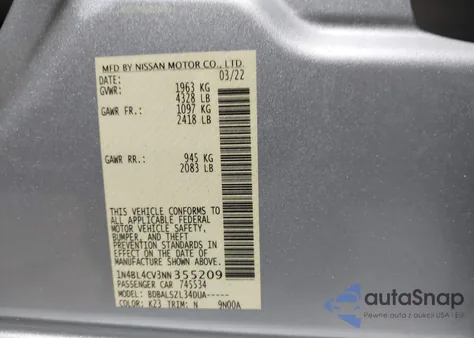 MFD BY NISSAN MOTOR CO., LTD.
DATE: 03/22
GVWR: 1963 KG
4328 LB
GAWR FR.: 1097 KG
2418 LB
GAWR RR.: 945 KG
2083 LB
THIS VEHICLE CONFORMS TO
ALL APPLICABLE FEDERAL
MOTOR VEHICLE SAFETY,
BUMPER, AND THEFT
PREVENTION STANDARDS IN
EFFECT ON THE DATE OF
MANUFACTURE SHOWN ABOVE.
1N4BL4CV3NN355209
PASSENGER CAR 745534
MODEL: BDBALSZL34DUA-----
COLOR: K23 TRIM: N 9N00A
autoSnap
Pewne auta z aukcji USA / EU